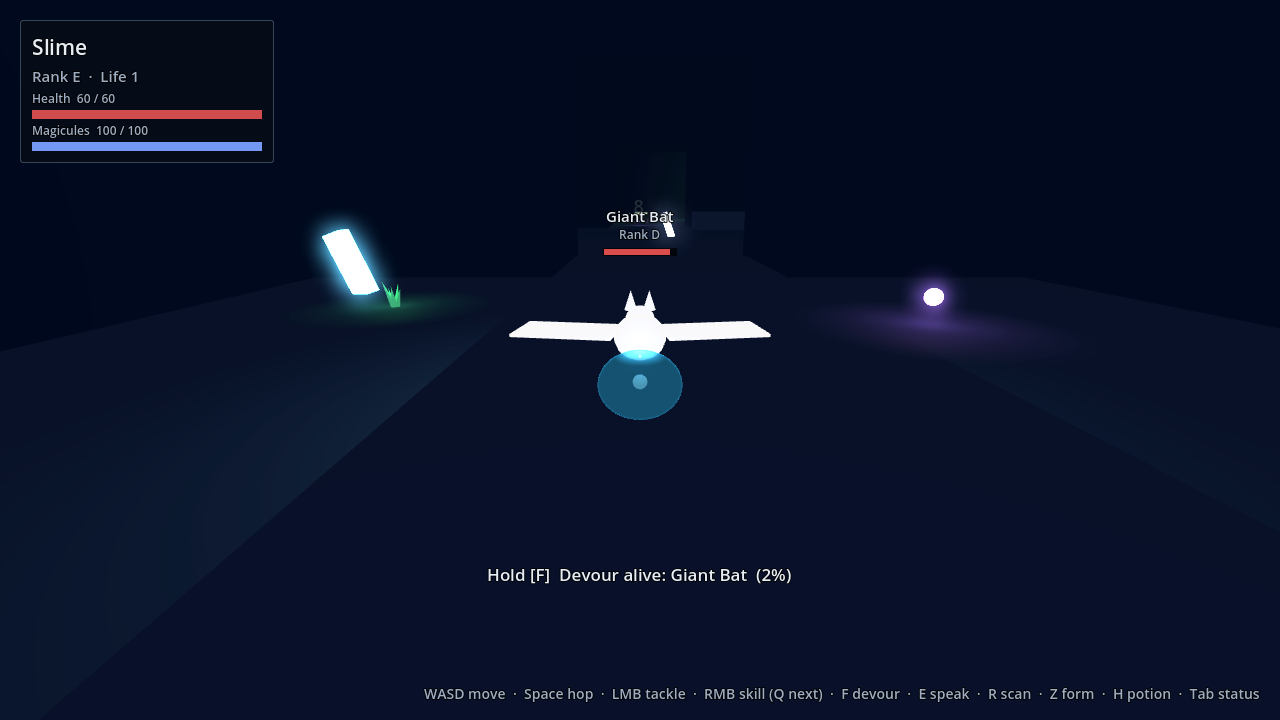 Slime
Rank E · Life 1
Health 60 / 60
Magicules 100 / 100
8
Giant Bat
Rank D
Hold [F] Devour alive: Giant Bat (2%)
WASD move · Space hop · LMB tackle · RMB skill (Q next) · F devour · E speak · R scan · Z form · H potion · Tab status